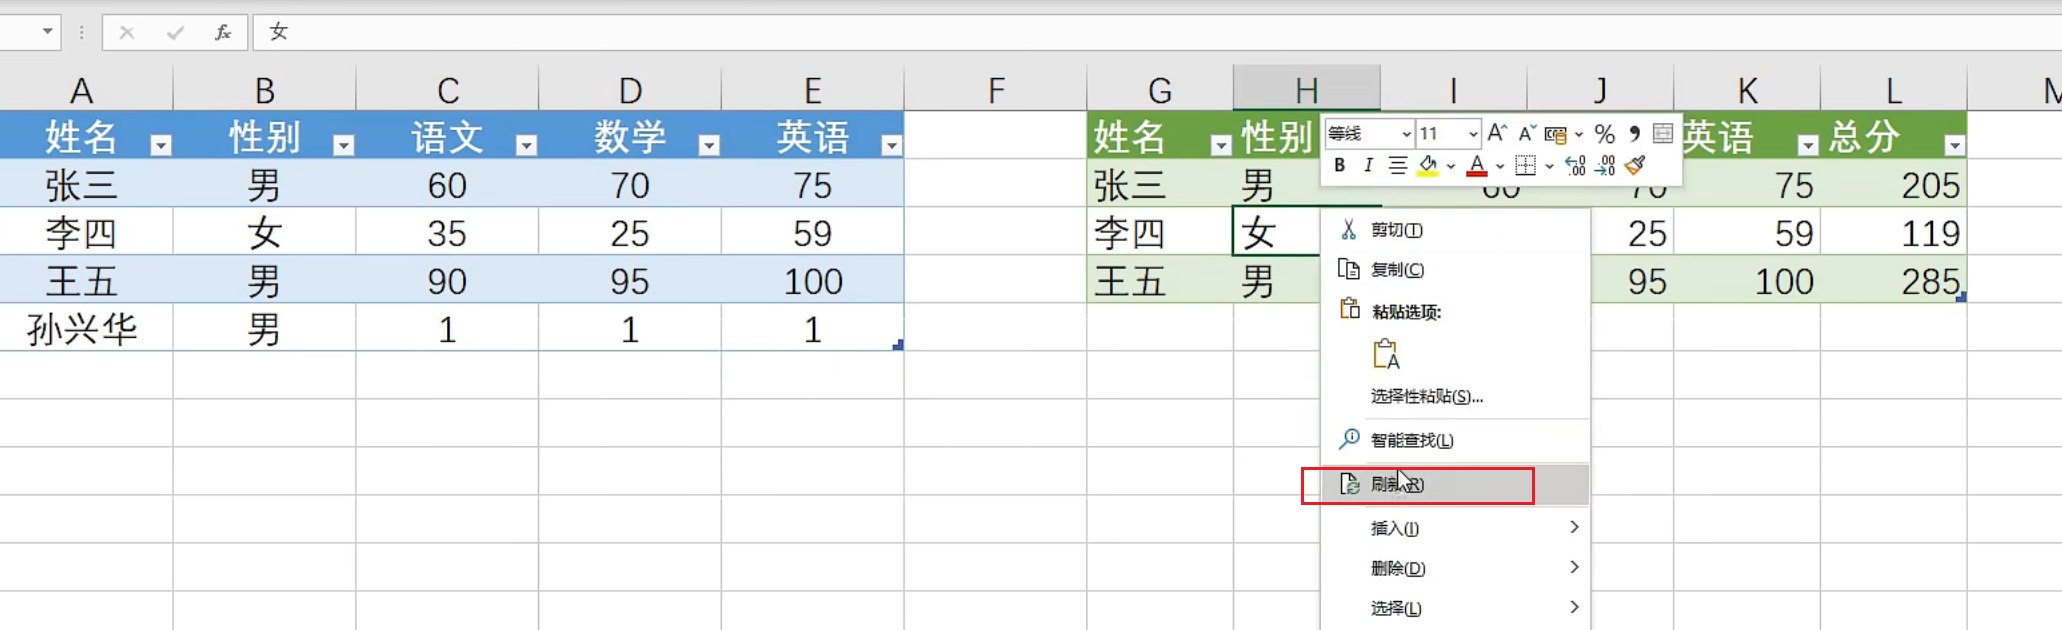 女
A B C D E F G H I J K L M
姓名 性别 语文 数学 英语
张三 男 60 70 75
李四 女 35 25 59
王五 男 90 95 100
孙兴华 男 1 1 1
姓名 性别 英语 总分
张三 男 60 70 75 205
李四 女 25 59 119
王五 男 95 100 285
等线 11
剪切(T)
复制(C)
粘贴选项:
选择性粘贴(S)...
智能查找(L)
刷新(R)
插入(I)
删除(D)
选择(L)